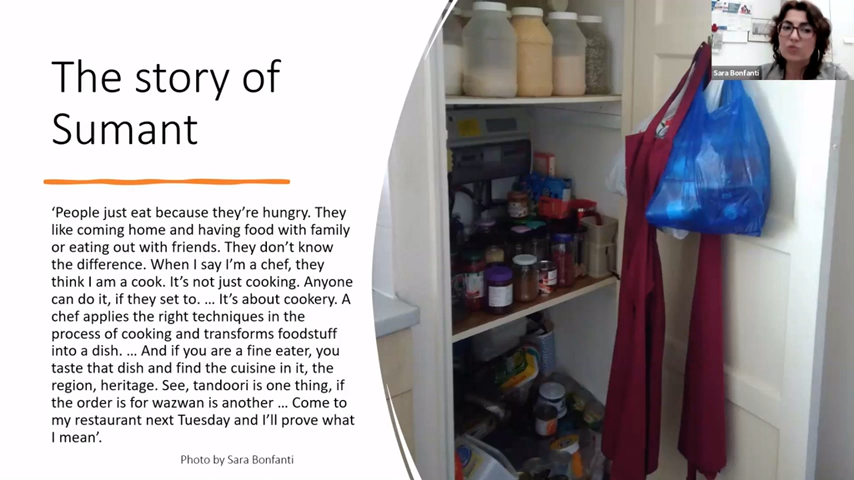 The story of
Sumant
‘People just eat because they’re hungry. They
like coming home and having food with family
or eating out with friends. They don’t know
the difference. When I say I’m a chef, they
think I am a cook. It’s not just cooking. Anyone
can do it, if they set to. … It’s about cookery. A
chef applies the right techniques in the
process of cooking and transforms foodstuff
into a dish. … And if you are a fine eater, you
taste that dish and find the cuisine in it, the
region, heritage. See, tandoori is one thing, if
the order is for wazwan is another … Come to
my restaurant next Tuesday and I’ll prove what
I mean’.
Photo by Sara Bonfanti
Sara Bonfanti